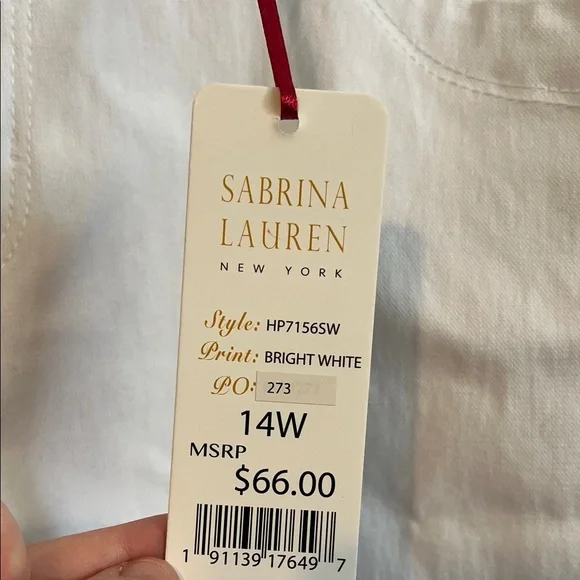 SABRINA
LAUREN
NEW YORK
Style: HP7156SW
Print: BRIGHT WHITE
PO: 273
14W
MSRP
$66.00
1 91139 17649 7